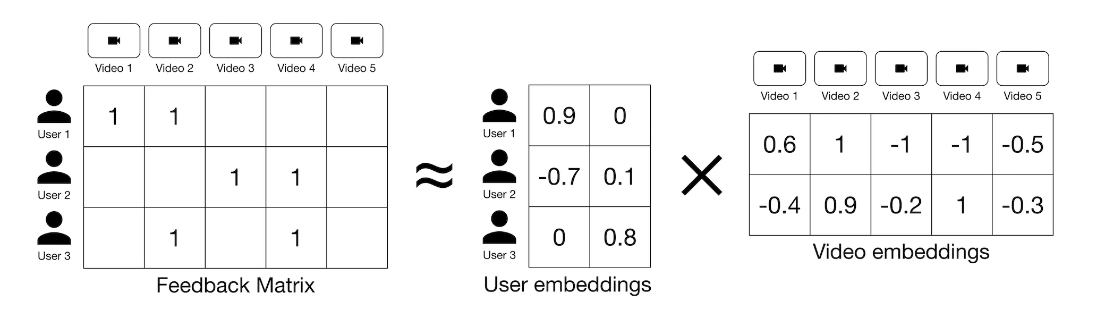 Video 1 Video 2 Video 3 Video 4 Video 5
User 1 1 1
User 2 1 1
User 3 1 1
Feedback Matrix
≈
User 1 0.9 0
User 2 -0.7 0.1
User 3 0 0.8
User embeddings
×
Video 1 Video 2 Video 3 Video 4 Video 5
0.6 1 -1 -1 -0.5
-0.4 0.9 -0.2 1 -0.3
Video embeddings